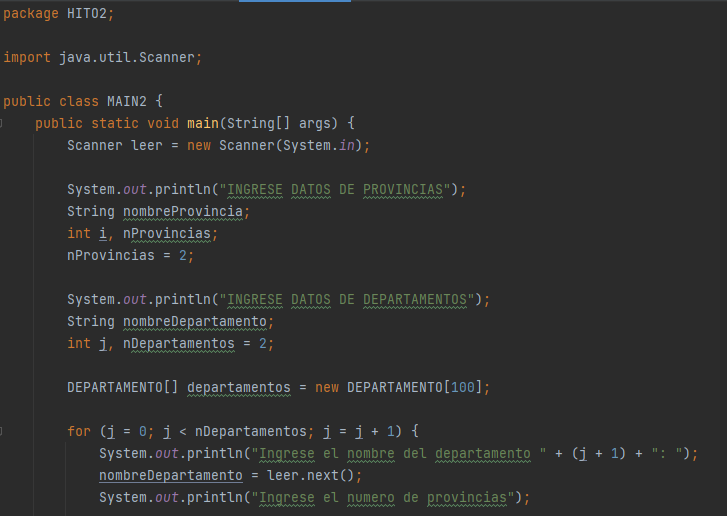 package HITO2;
import java.util.Scanner;
public class MAIN2 {
public static void main(String[] args) {
Scanner leer = new Scanner(System.in);
System.out.println("INGRESE DATOS DE PROVINCIAS");
String nombreProvincia;
int i, nProvincias;
nProvincias = 2;
System.out.println("INGRESE DATOS DE DEPARTAMENTOS");
String nombreDepartamento;
int j, nDepartamentos = 2;
DEPARTAMENTO[] departamentos = new DEPARTAMENTO[100];
for (j = 0; j < nDepartamentos; j = j + 1) {
System.out.println("Ingrese el nombre del departamento " + (j + 1) + ": ");
nombreDepartamento = leer.next();
System.out.println("Ingrese el numero de provincias");